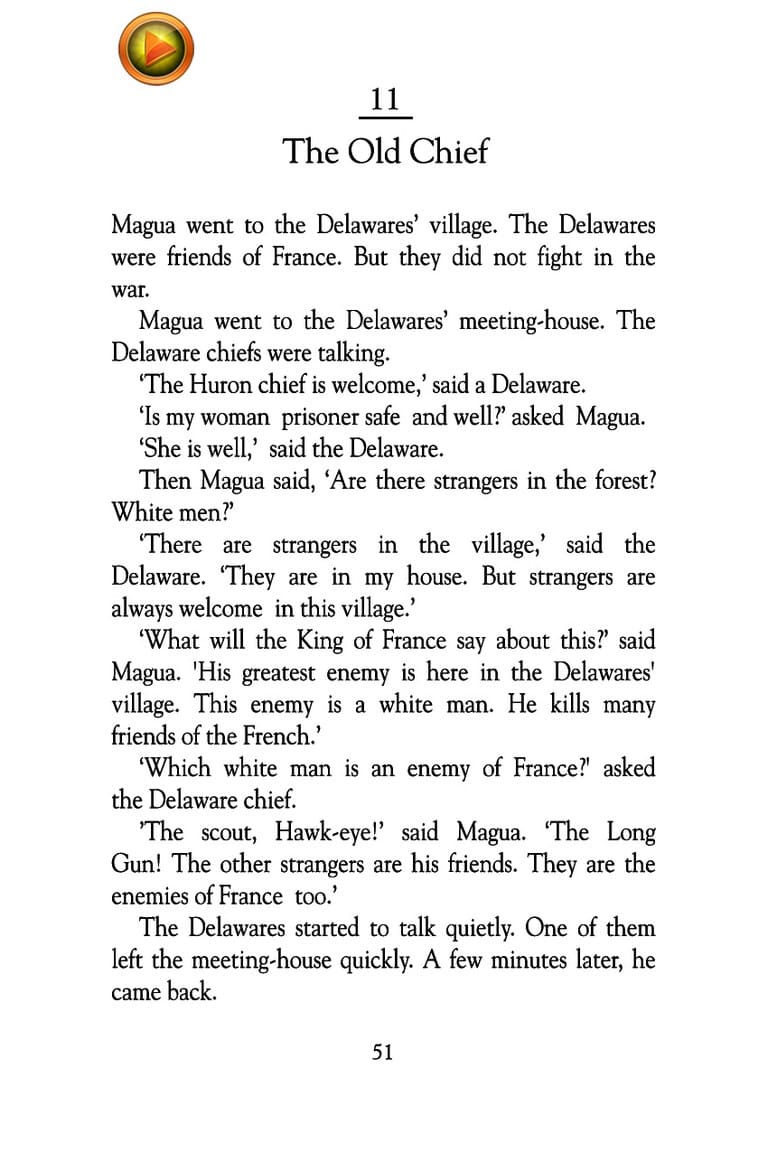 11
The Old Chief
Magua went to the Delawares’ village. The Delawares
were friends of France. But they did not fight in the
war.
Magua went to the Delawares’ meeting-house. The
Delaware chiefs were talking.
‘The Huron chief is welcome,’ said a Delaware.
‘Is my woman prisoner safe and well?’ asked Magua.
‘She is well,’ said the Delaware.
Then Magua said, ‘Are there strangers in the forest?
White men?’
‘There are strangers in the village,’ said the
Delaware. ‘They are in my house. But strangers are
always welcome in this village.’
‘What will the King of France say about this?’ said
Magua. 'His greatest enemy is here in the Delawares'
village. This enemy is a white man. He kills many
friends of the French.’
‘Which white man is an enemy of France?' asked
the Delaware chief.
’The scout, Hawk-eye!’ said Magua. ‘The Long
Gun! The other strangers are his friends. They are the
enemies of France too.’
The Delawares started to talk quietly. One of them
left the meeting-house quickly. A few minutes later, he
came back.
51